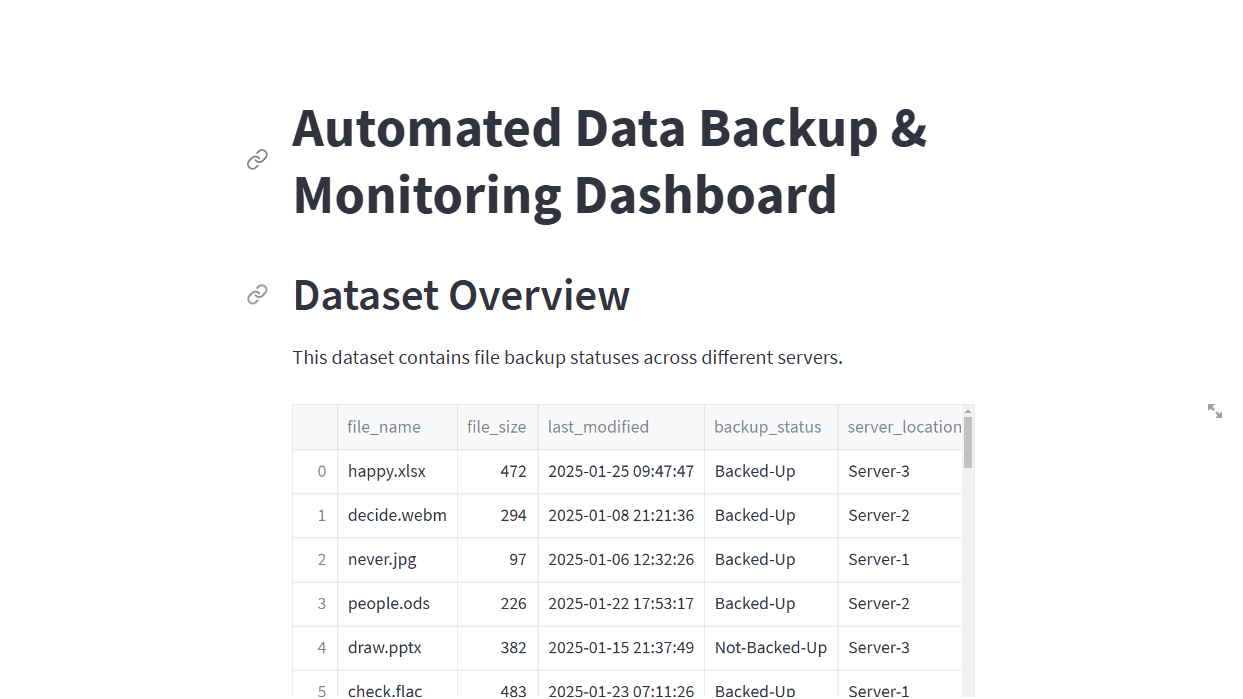 Automated Data Backup &
Monitoring Dashboard
Dataset Overview
This dataset contains file backup statuses across different servers.
file_name file_size last_modified backup_status server_location
0 happy.xlsx 472 2025-01-25 09:47:47 Backed-Up Server-3
1 decide.webm 294 2025-01-08 21:21:36 Backed-Up Server-2
2 never.jpg 97 2025-01-06 12:32:26 Backed-Up Server-1
3 people.ods 226 2025-01-22 17:53:17 Backed-Up Server-2
4 draw.pptx 382 2025-01-15 21:37:49 Not-Backed-Up Server-3
5 check.flac 483 2025-01-23 07:11:26 Backed-Up Server-1